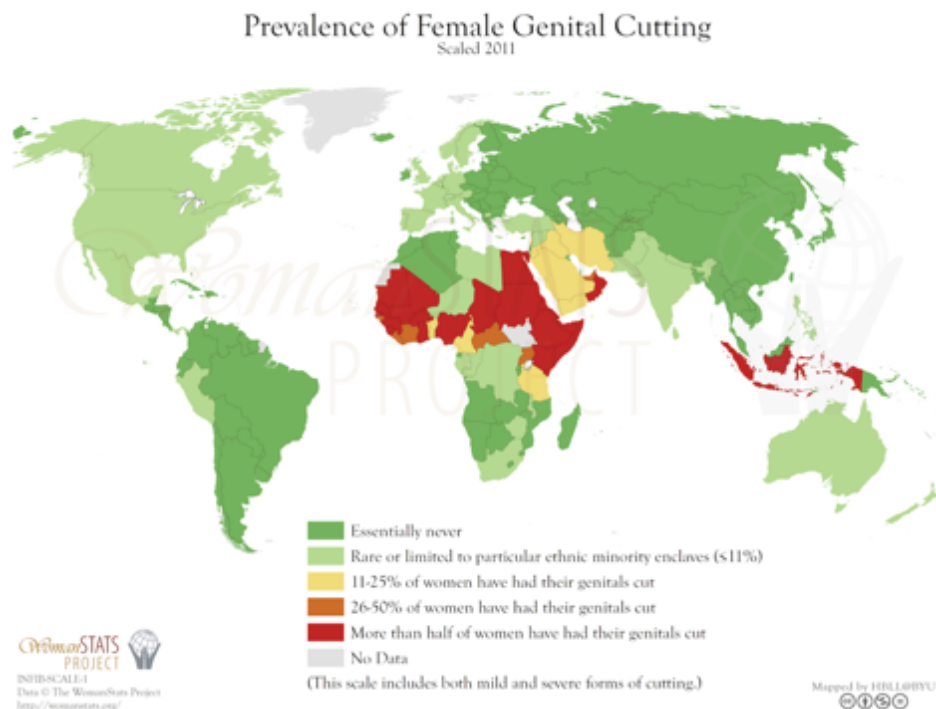 Prevalence of Female Genital Cutting
Scaled 2011
WomanSTATS
PROJECT
Essentially never
Rare or limited to particular ethnic minority enclaves (≤11%)
11-25% of women have had their genitals cut
26-50% of women have had their genitals cut
More than half of women have had their genitals cut
No Data
(This scale includes both mild and severe forms of cutting.)
WomanSTATS
PROJECT
INFIB-SCALE-1
Data © The WomanStats Project
http://womanstats.org/
Mapped by HBLL@BYU